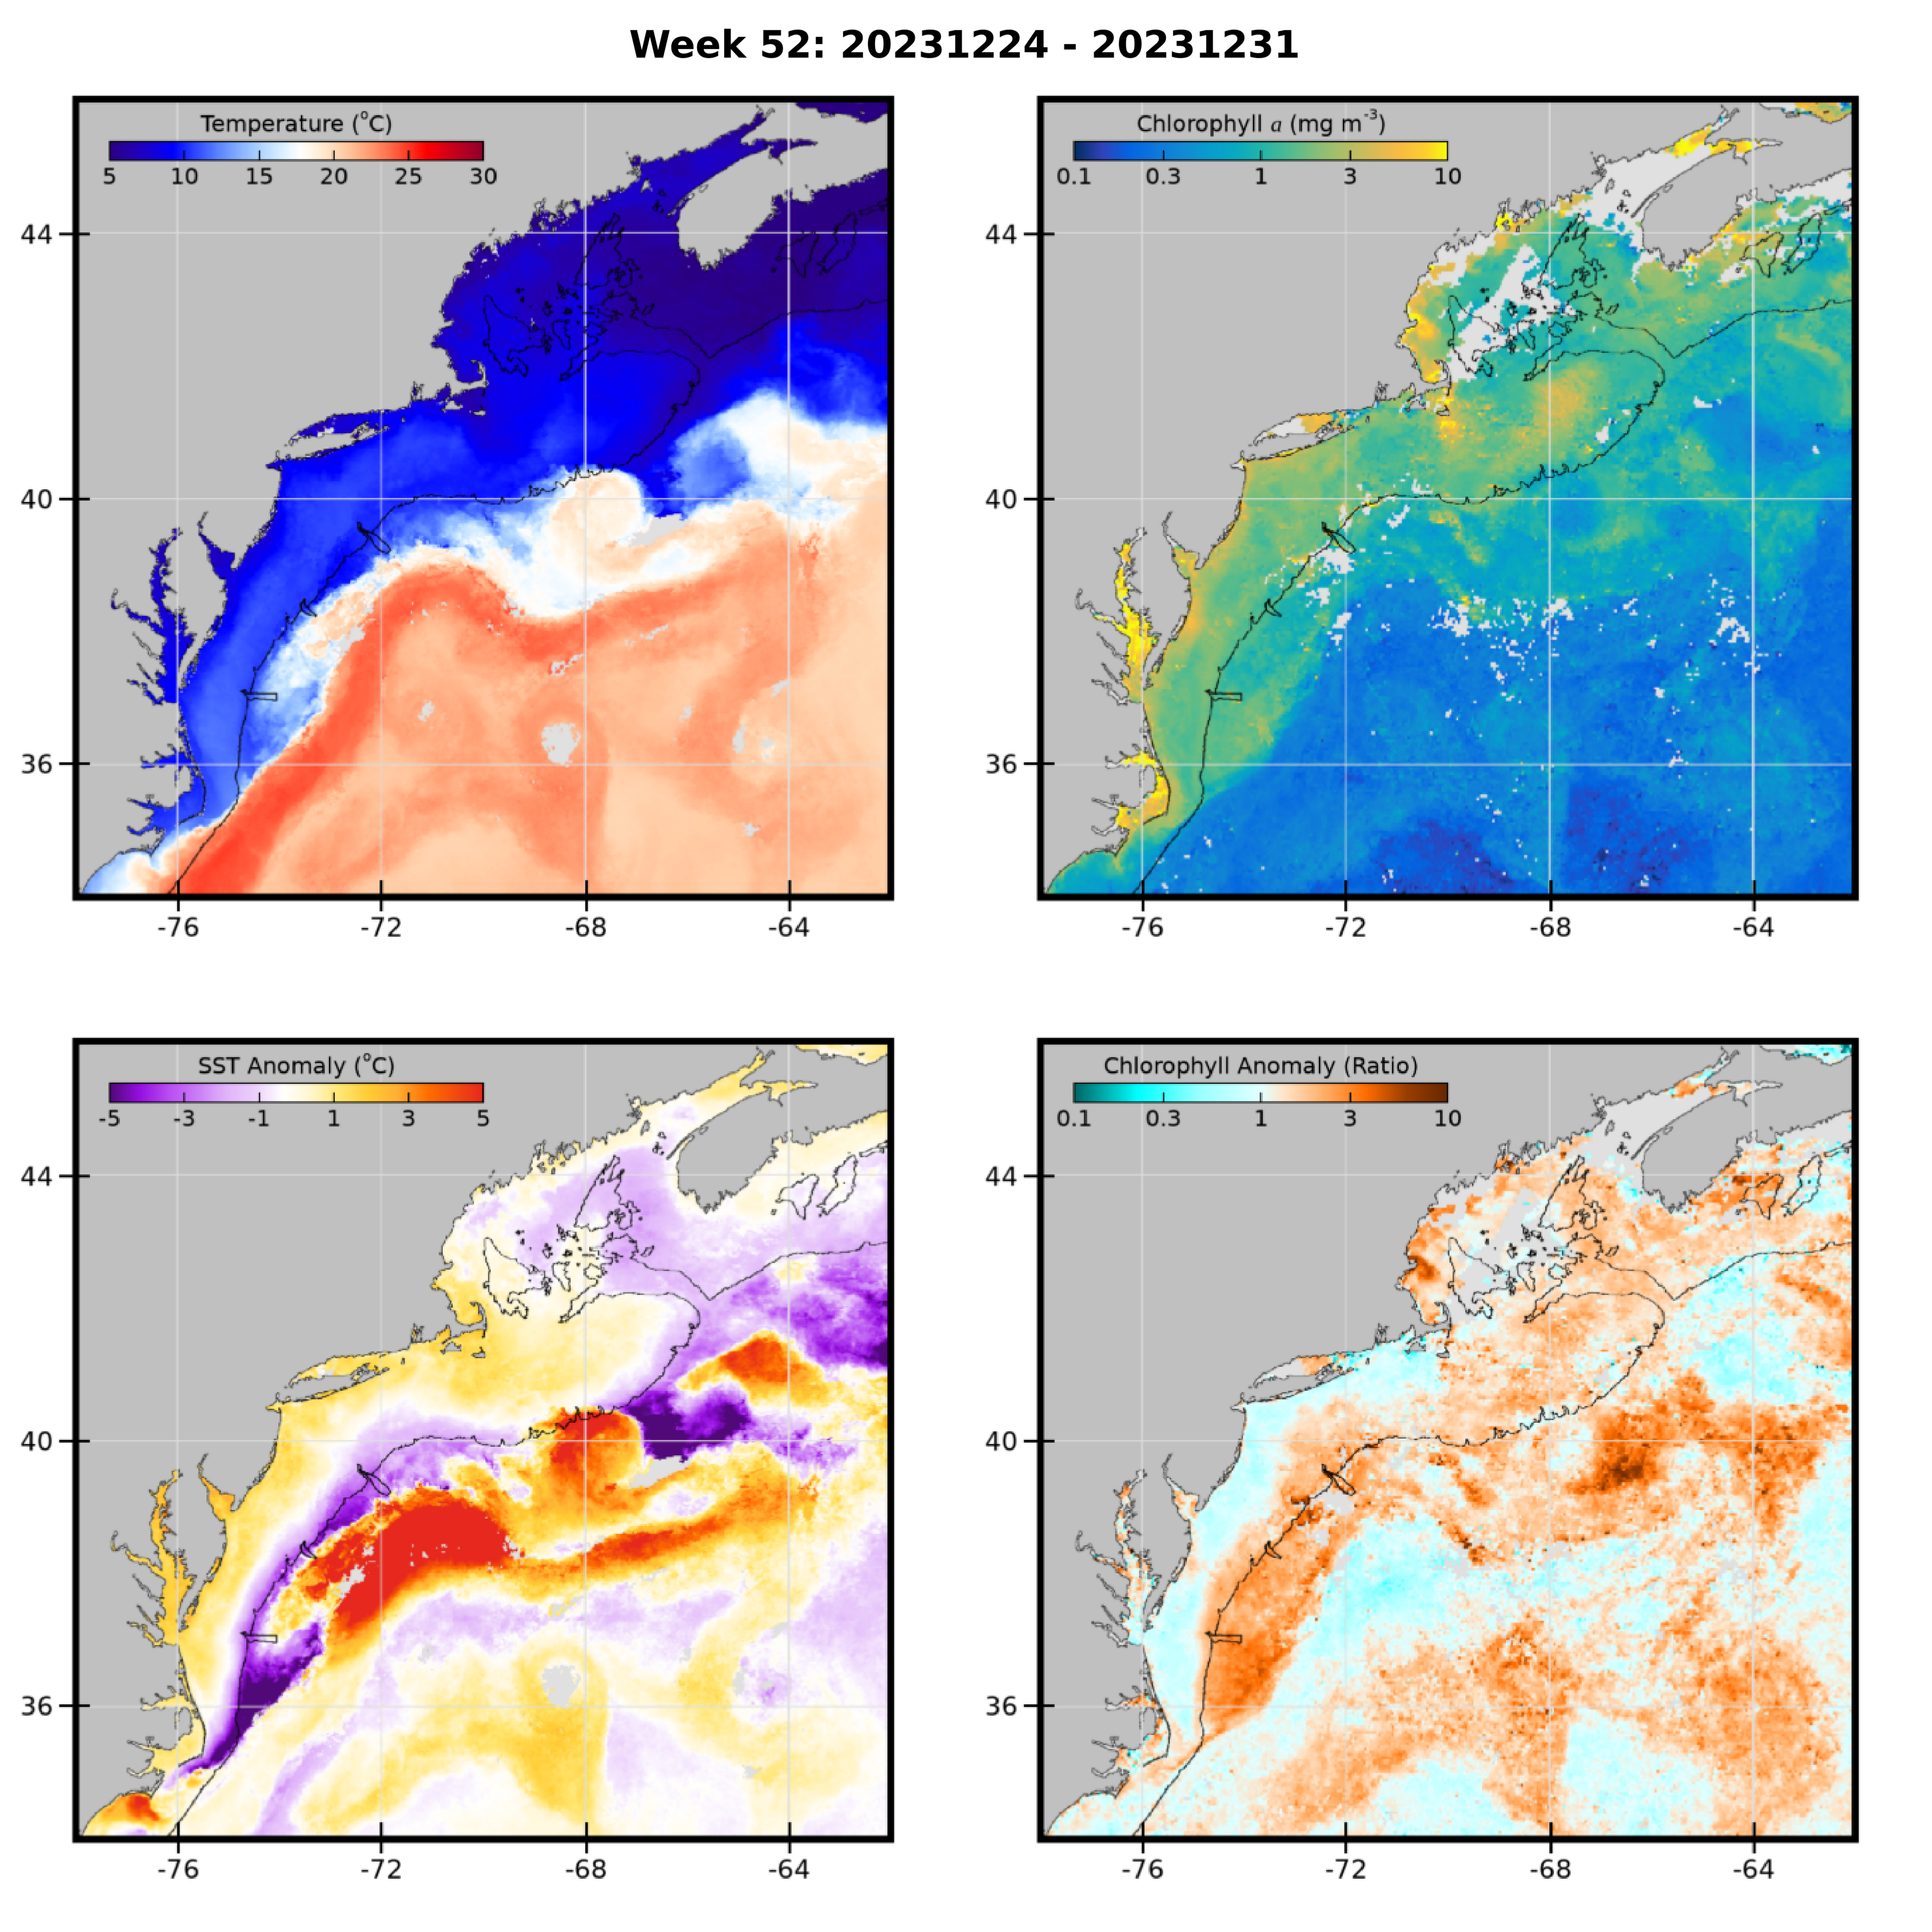 Week 52: 20231224 - 20231231
Temperature (°C)
5 10 15 20 25 30
44
40
36
-76 -72 -68 -64
Chlorophyll a (mg m⁻³)
0.1 0.3 1 3 10
44
40
36
-76 -72 -68 -64
SST Anomaly (°C)
-5 -3 -1 1 3 5
44
40
36
-76 -72 -68 -64
Chlorophyll Anomaly (Ratio)
0.1 0.3 1 3 10
44
40
36
-76 -72 -68 -64